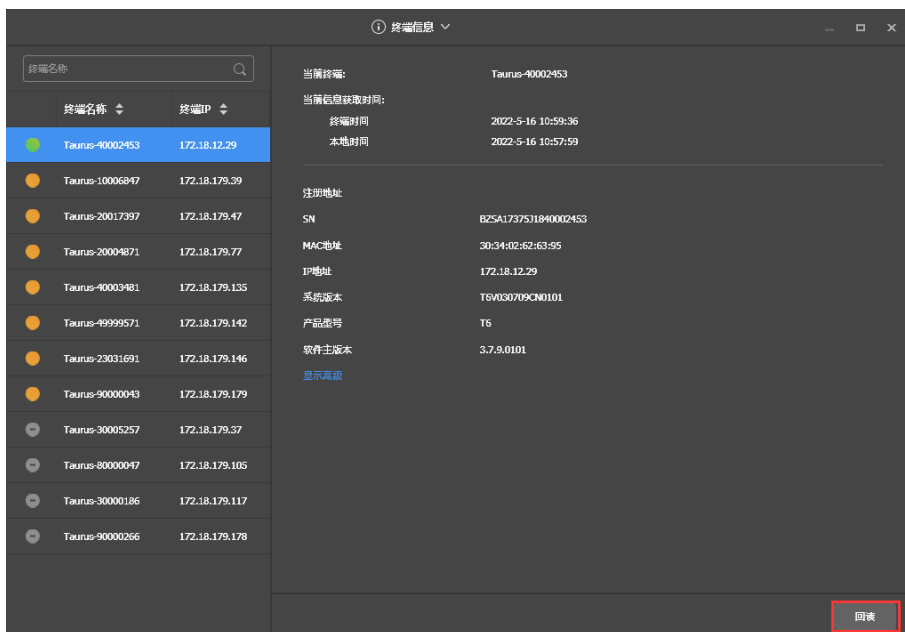 终端信息
终端名称
终端名称 终端IP
Taurus-40002453 172.18.12.29
Taurus-10006847 172.18.179.39
Taurus-20017397 172.18.179.47
Taurus-20004871 172.18.179.77
Taurus-40003481 172.18.179.135
Taurus-49999571 172.18.179.142
Taurus-23031691 172.18.179.146
Taurus-90000043 172.18.179.179
Taurus-30005257 172.18.179.37
Taurus-80000047 172.18.179.105
Taurus-30000186 172.18.179.117
Taurus-90000266 172.18.179.178
当前终端: Taurus-40002453
当前信息获取时间:
终端时间 2022-5-16 10:59:36
本地时间 2022-5-16 10:57:59
注册地址
SN BZSA17375J1840002453
MAC地址 30:34:02:62:63:95
IP地址 172.18.12.29
系统版本 T6V030709CN0101
产品型号 T6
软件主版本 3.7.9.0101
显示高级
回读